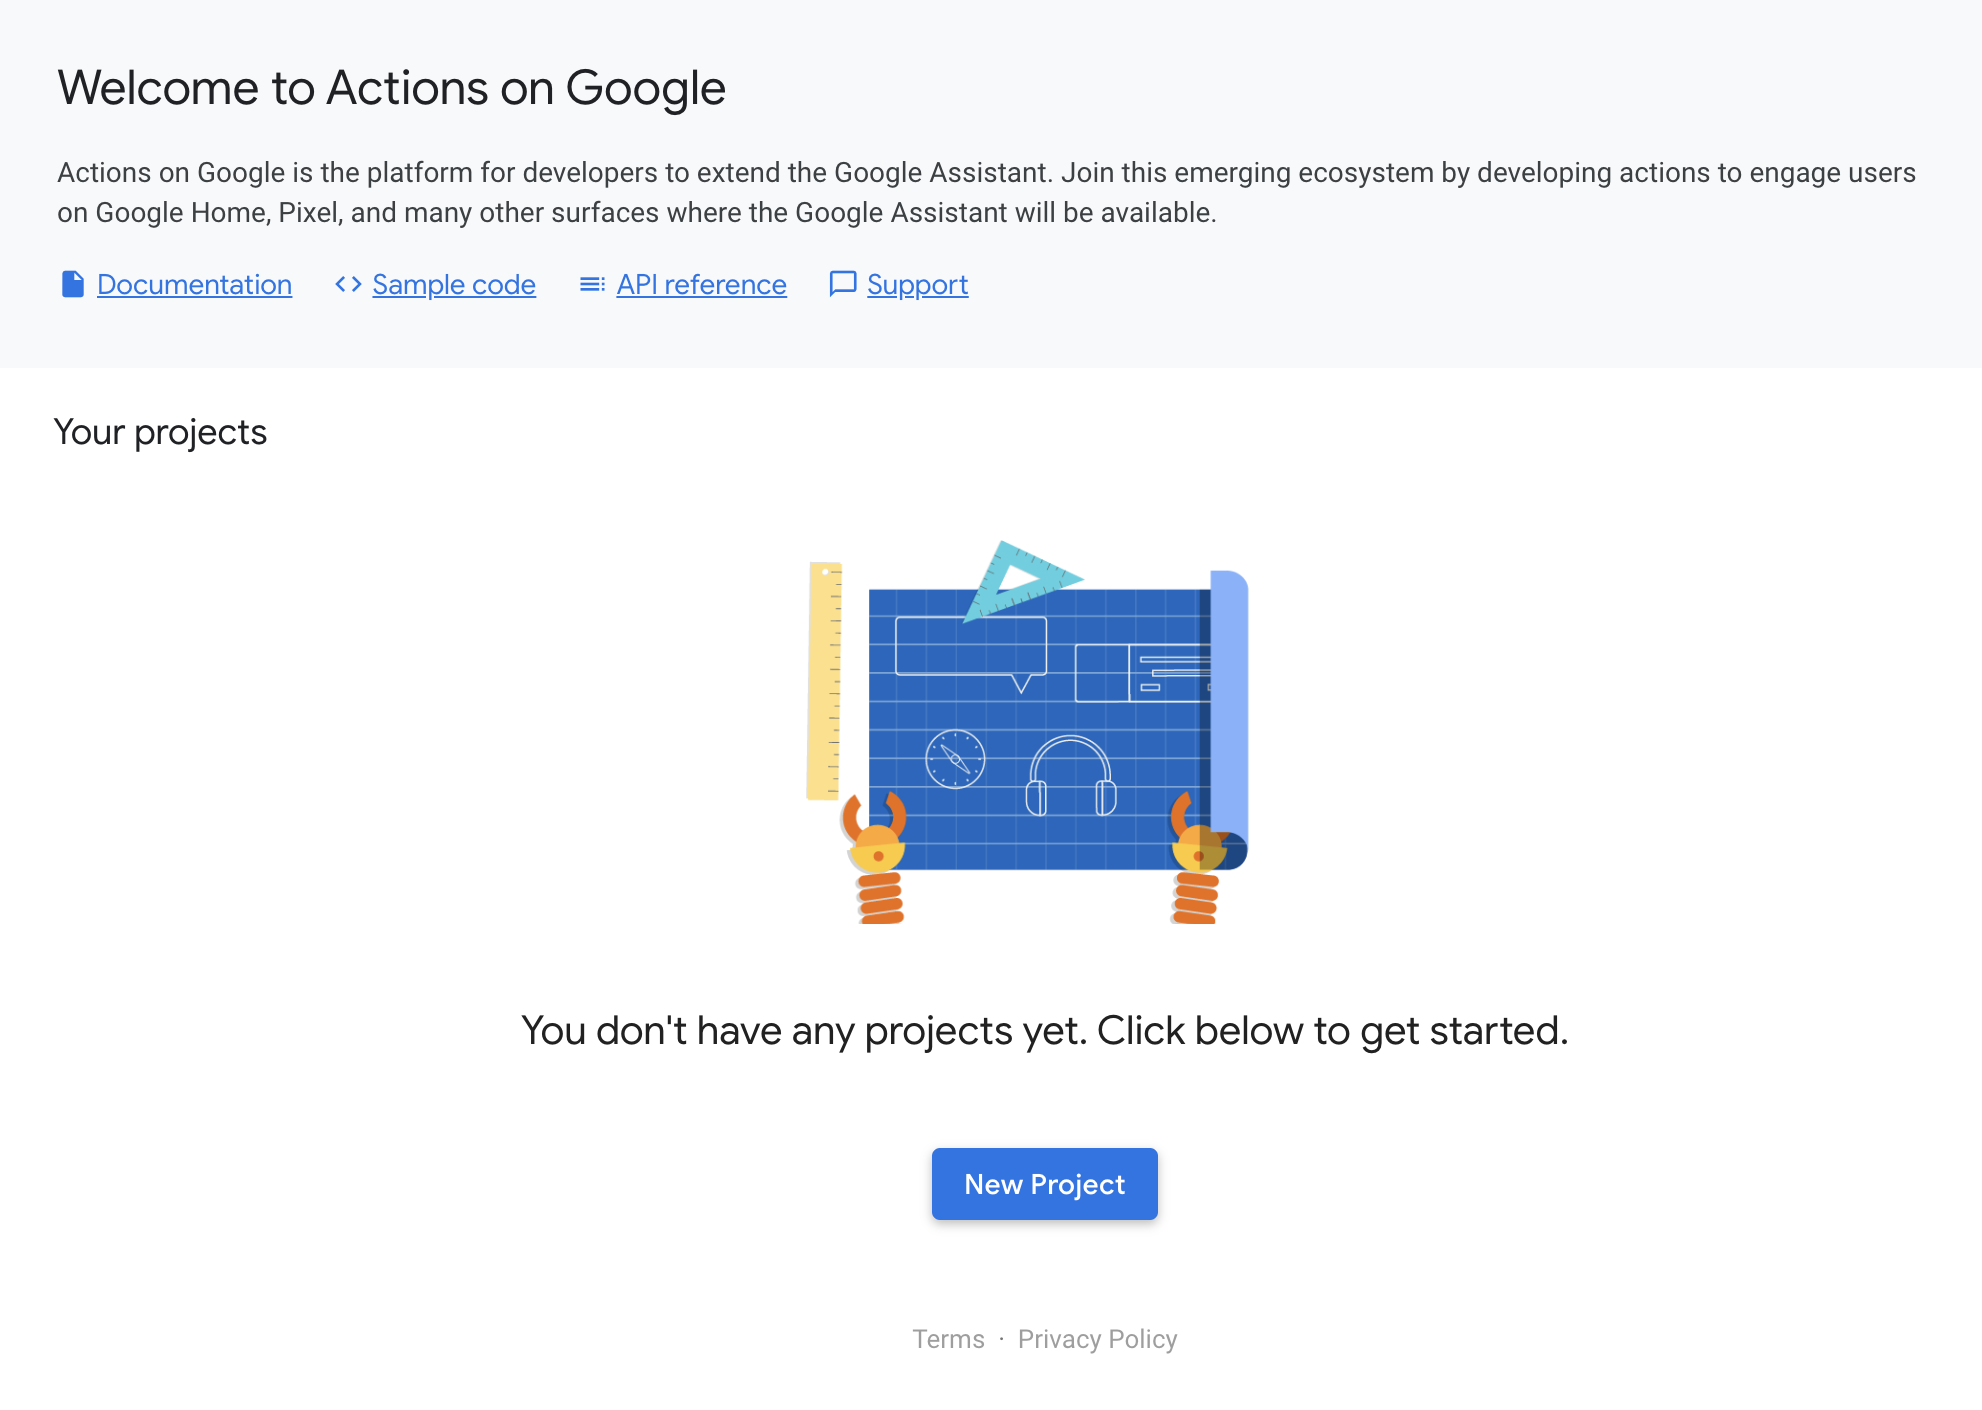 Welcome to Actions on Google
Actions on Google is the platform for developers to extend the Google Assistant. Join this emerging ecosystem by developing actions to engage users
on Google Home, Pixel, and many other surfaces where the Google Assistant will be available.
Documentation Sample code API reference Support
Your projects
You don't have any projects yet. Click below to get started.
New Project
Terms · Privacy Policy